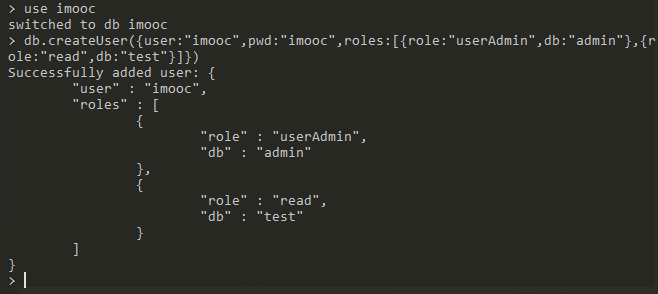 > use imooc
switched to db imooc
> db.createUser({user:"imooc",pwd:"imooc",roles:[{role:"userAdmin",db:"admin"},{r
ole:"read",db:"test"}]})
Successfully added user: {
        "user" : "imooc",
        "roles" : [
                {
                        "role" : "userAdmin",
                        "db" : "admin"
                },
                {
                        "role" : "read",
                        "db" : "test"
                }
        ]
}
>